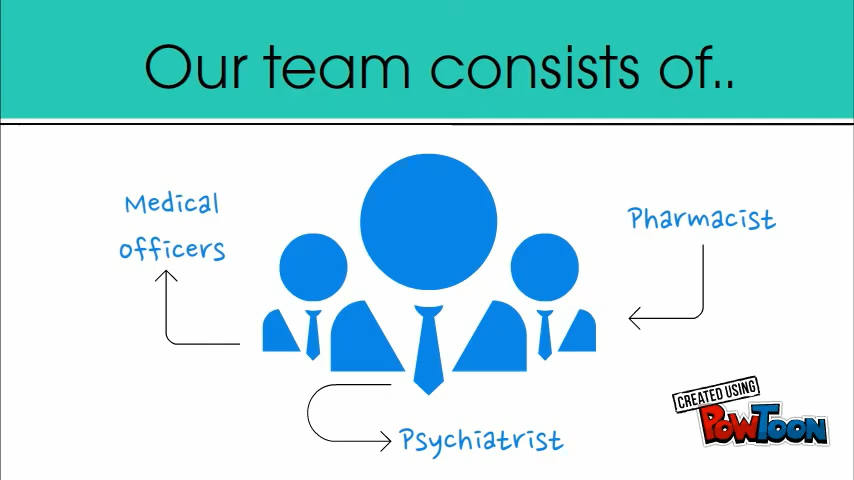 Our team consists of..
Medical
officers
Pharmacist
Psychiatrist
CREATED USING
POWTOON